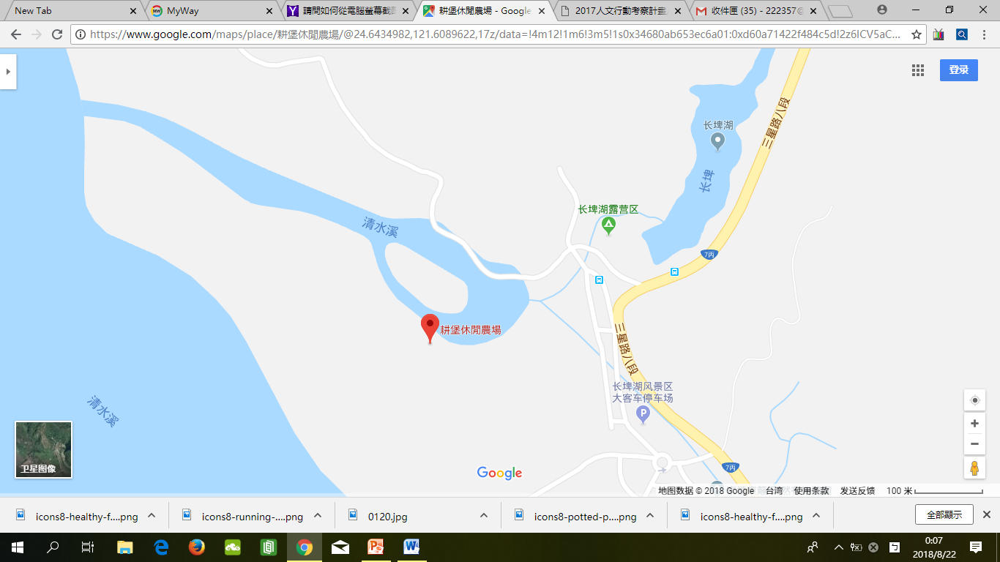 New Tab
MyWay
請問如何從電腦螢幕截圖
耕堡休閒農場 - Google
2017人文行動考察計畫
收件匣 (35) - 222357@
https://www.google.com/maps/place/耕堡休閒農場/@24.6434982,121.6089622,17z/data=!4m12!1m6!3m5!1s0x34680ab653ec6a01:0xd60a71422f484c5d!2z6ICV5aC...
登录
三星路八段
长埤湖
长埤
长埤湖露营区
清水溪
7丙
耕堡休閒農場
三星路八段
长埤湖风景区
大客车停车场
P
清水溪
卫星图像
7丙
Google
地图数据 © 2018 Google
台湾
使用条款
发送反馈
100 米
icons8-healthy-f....png
icons8-running-....png
0120.jpg
icons8-potted-p....png
icons8-healthy-f....png
全部顯示
0:07
2018/8/22